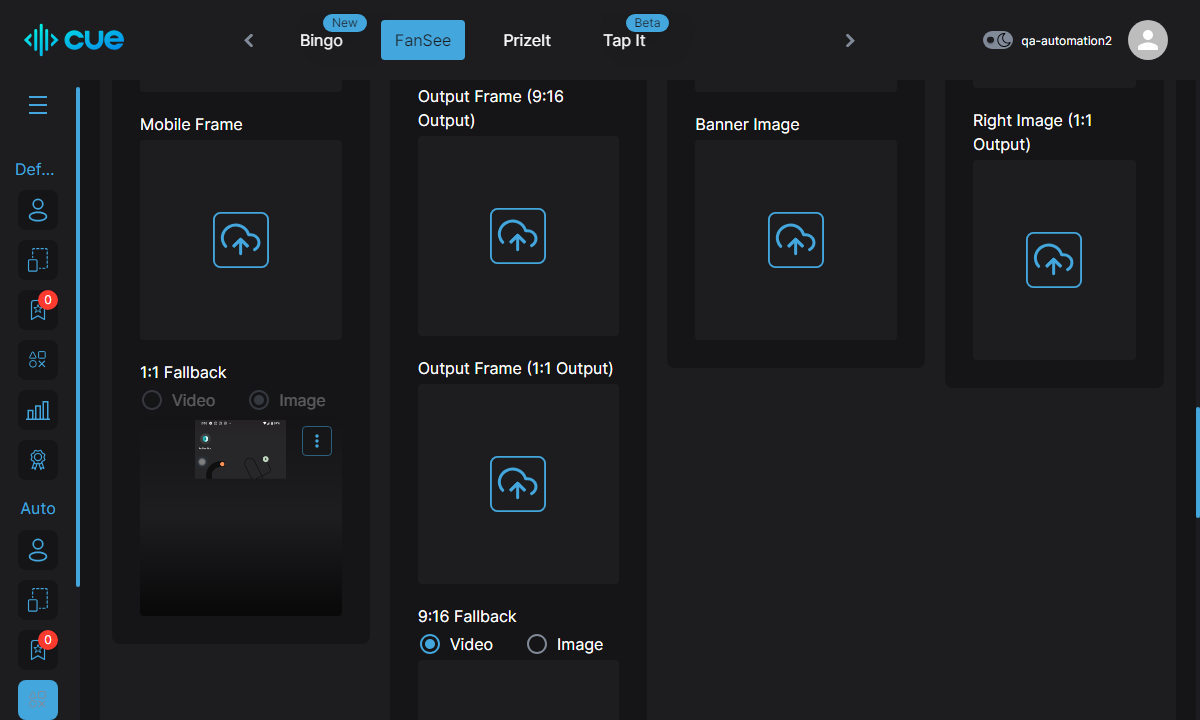 cue
New
Bingo
FanSee
PrizeIt
Beta
Tap It
qa-automation2
Def...
0
Auto
0
Mobile Frame
1:1 Fallback
Video
Image
Output Frame (9:16
Output)
Output Frame (1:1 Output)
9:16 Fallback
Video
Image
Banner Image
Right Image (1:1
Output)